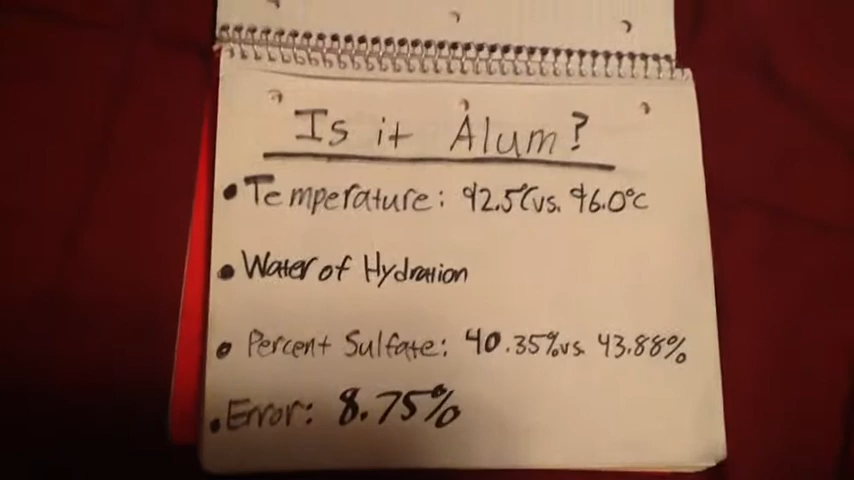 Is it Alum?
• Temperature: 92.5°C vs. 96.0°C
• Water of Hydration
• Percent Sulfate: 40.35% vs. 43.88%
• Error: 8.75%